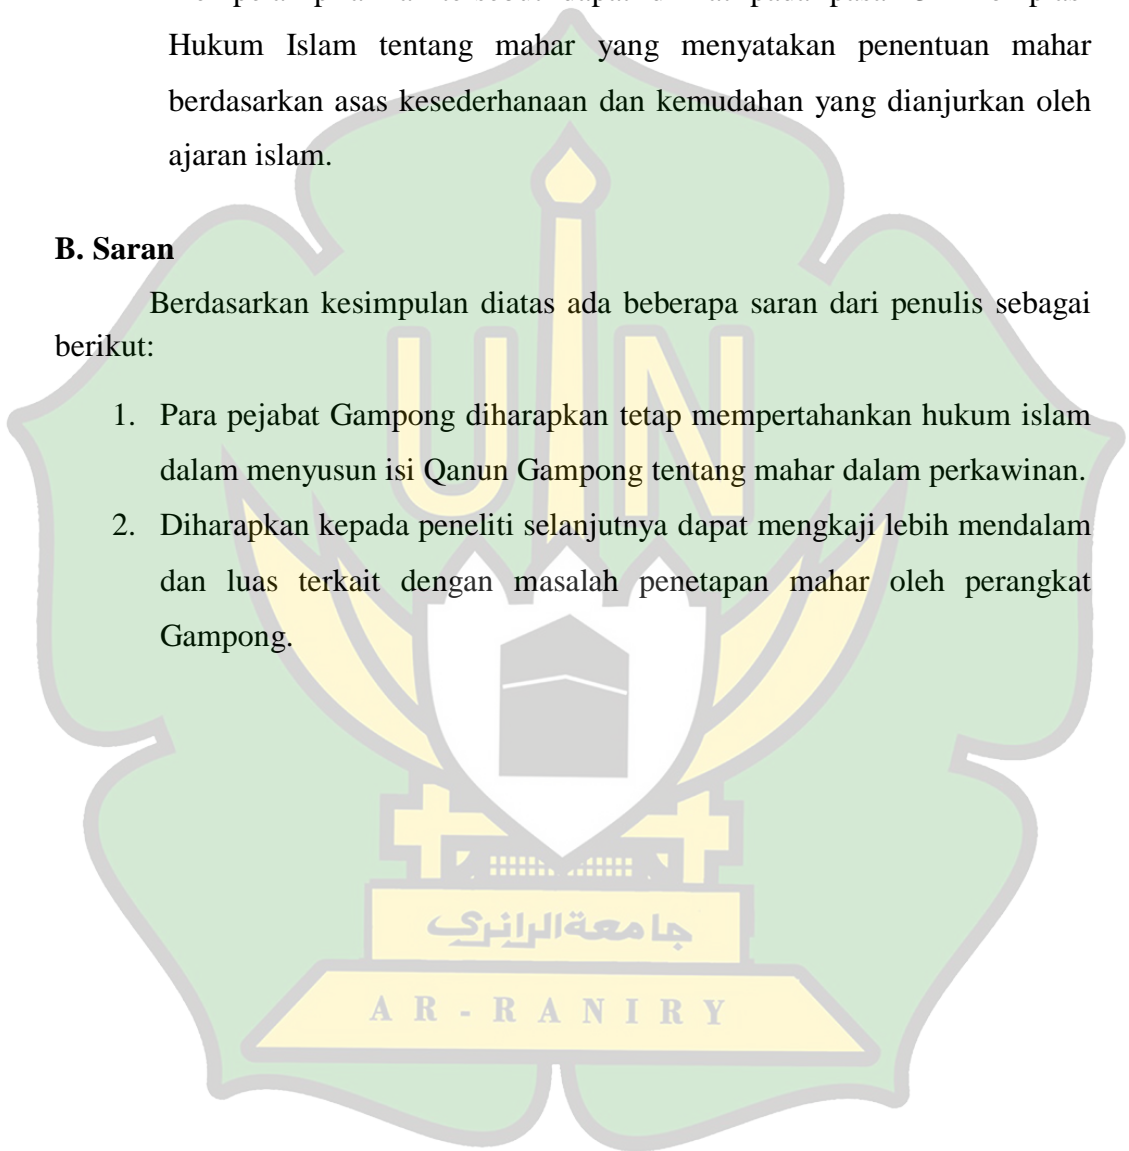 Hukum Islam tentang mahar yang menyatakan penentuan mahar
berdasarkan asas kesederhanaan dan kemudahan yang dianjurkan oleh
ajaran islam.
B. Saran
Berdasarkan kesimpulan diatas ada beberapa saran dari penulis sebagai
berikut:
1. Para pejabat Gampong diharapkan tetap mempertahankan hukum islam
dalam menyusun isi Qanun Gampong tentang mahar dalam perkawinan.
2. Diharapkan kepada peneliti selanjutnya dapat mengkaji lebih mendalam
dan luas terkait dengan masalah penetapan mahar oleh perangkat
Gampong.
UIN
جامعة الرانري
AR-RANIRY